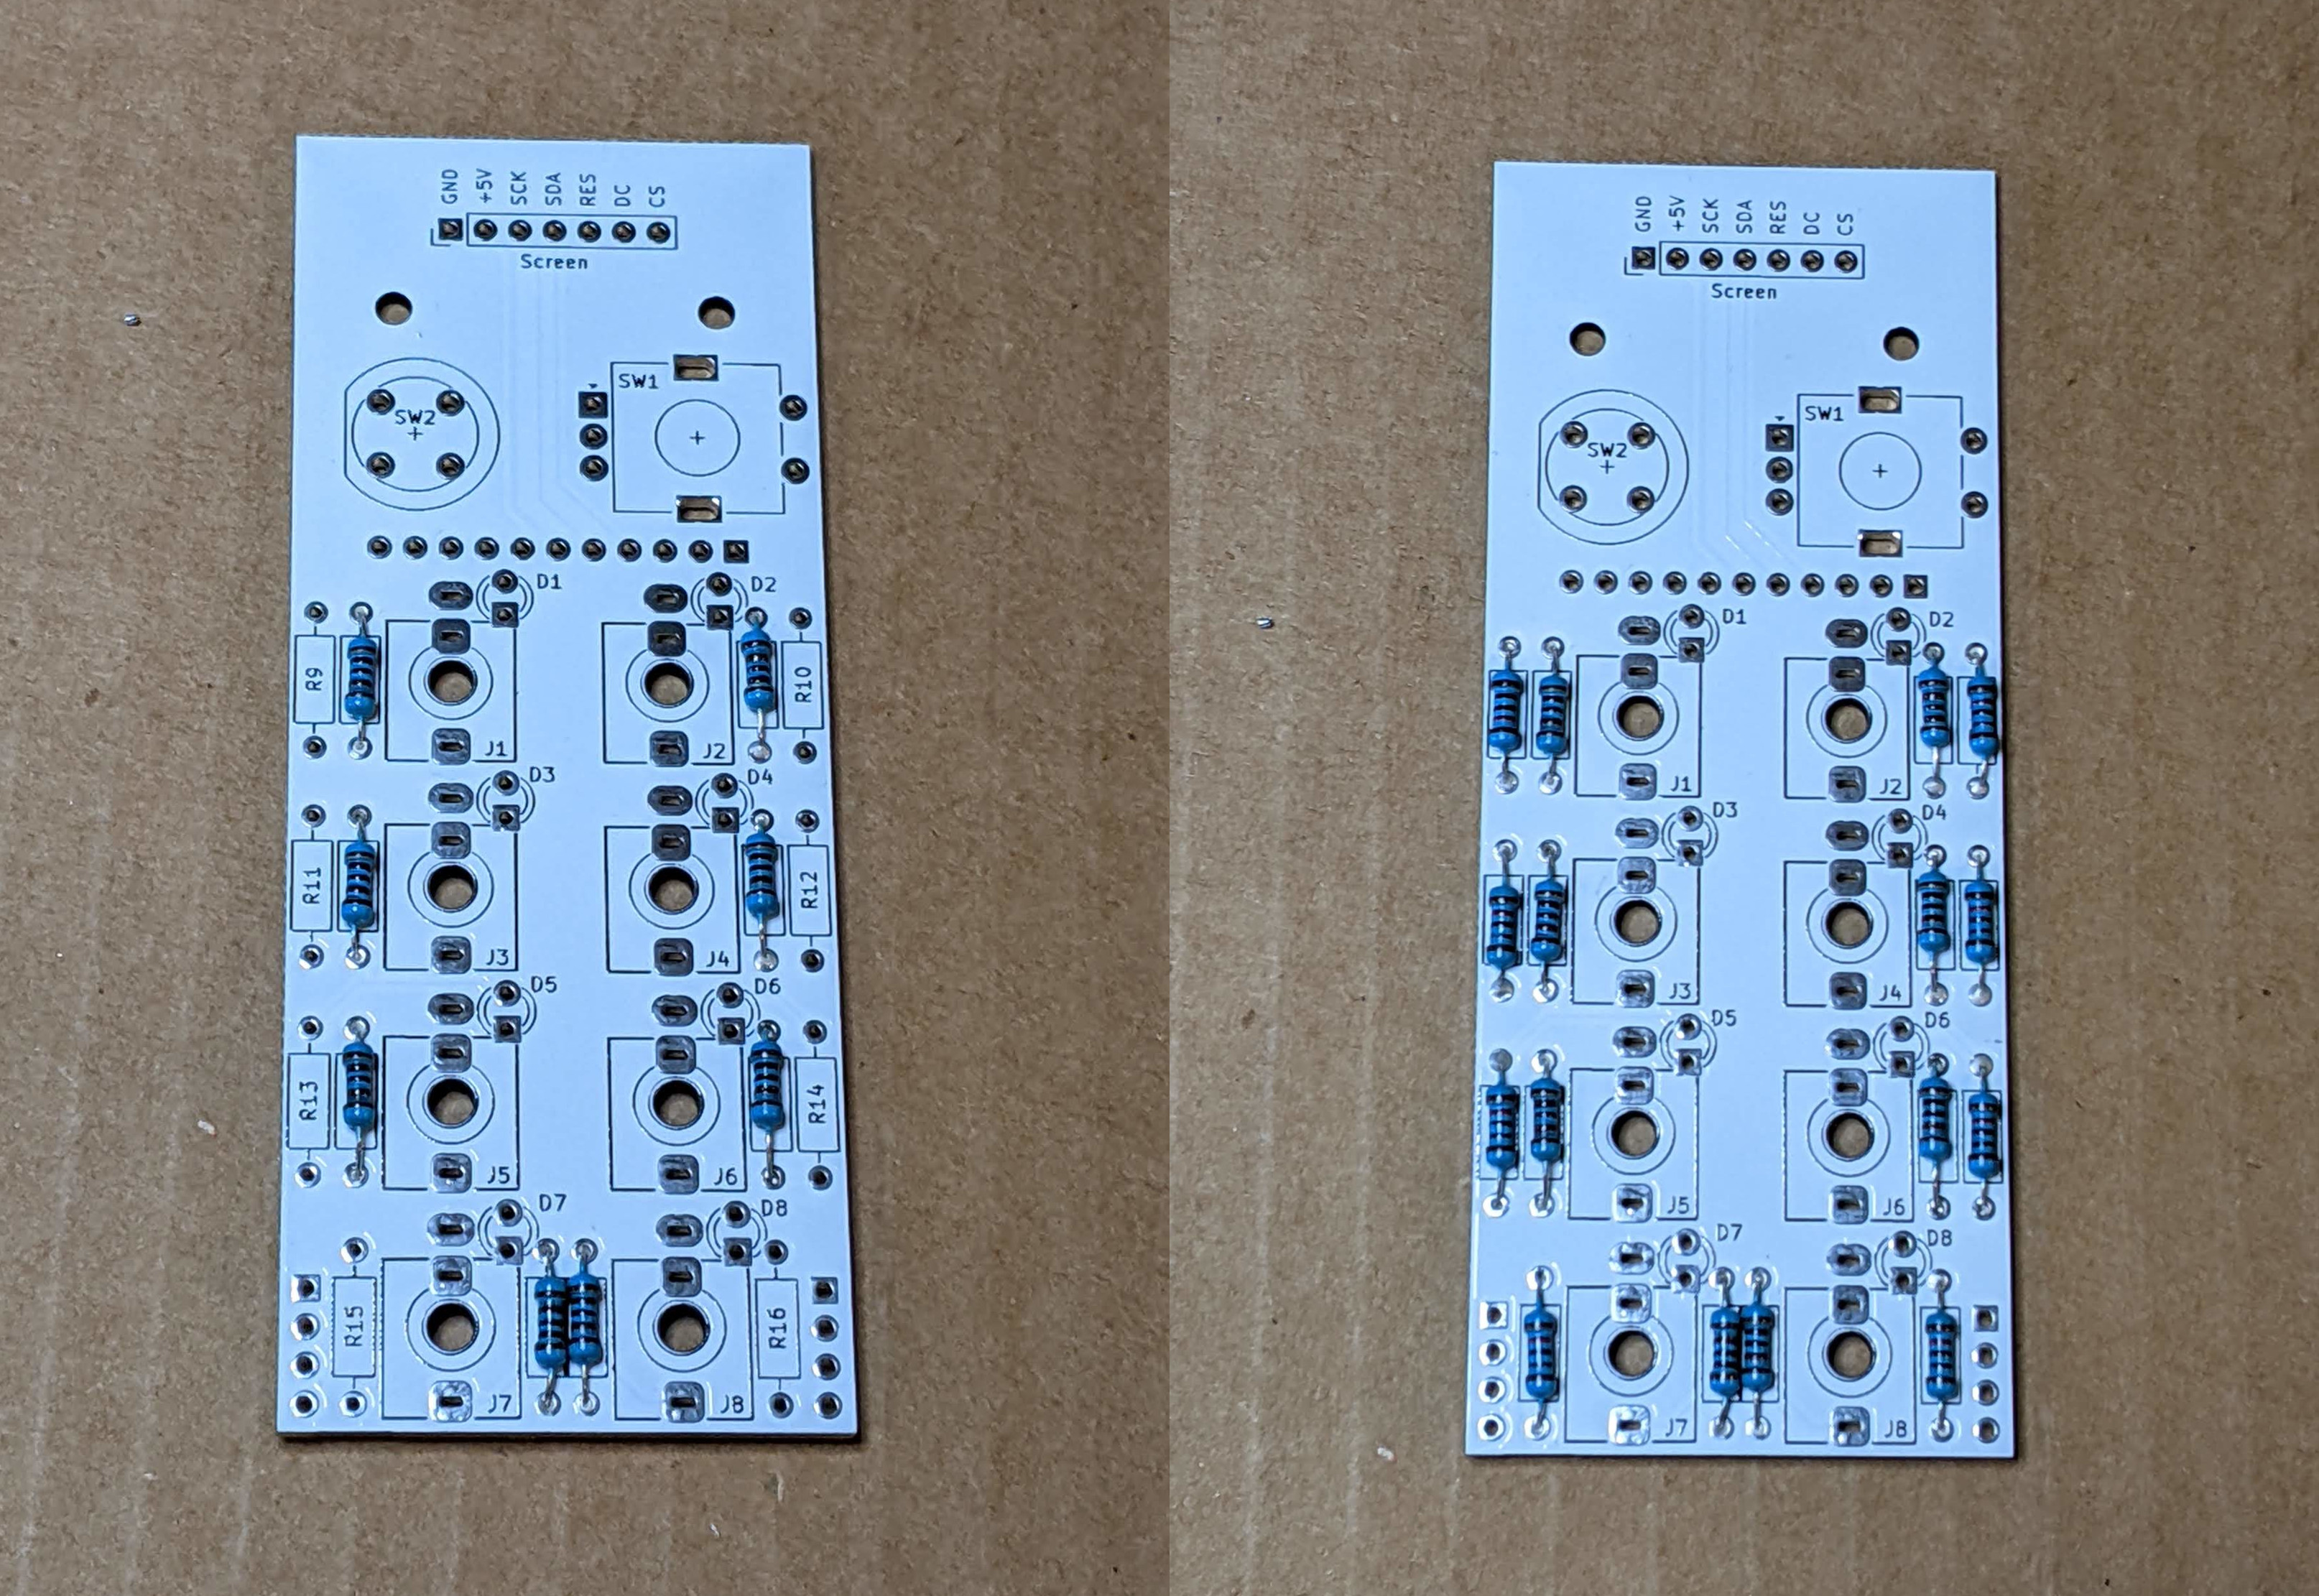 GND +5V SCK SDA RES DC CS
Screen
SW2 SW1
D1 D2
R9 R10
J1 J2
D3 D4
R11 R12
J3 J4
D5 D6
R13 R14
J5 J6
D7 D8
R15 R16
J7 J8
GND +5V SCK SDA RES DC CS
Screen
SW2 SW1
D1 D2
J1 J2
D3 D4
J3 J4
D5 D6
J5 J6
D7 D8
J7 J8